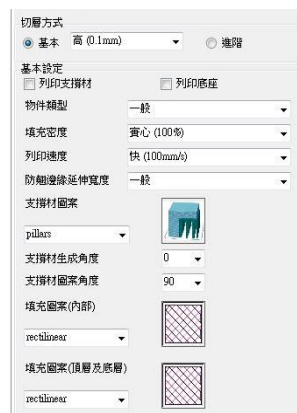 切層方式
基本 高 (0.1mm) 進階
基本設定
列印支撐材 列印底座
物件類型 一般
填充密度 實心 (100%)
列印速度 快 (100mm/s)
防翹邊緣延伸寬度 一般
支撐材圖案
pillars
支撐材生成角度 0
支撐材圖案角度 90
填充圖案(內部)
rectilinear
填充圖案(頂層及底層)
rectilinear